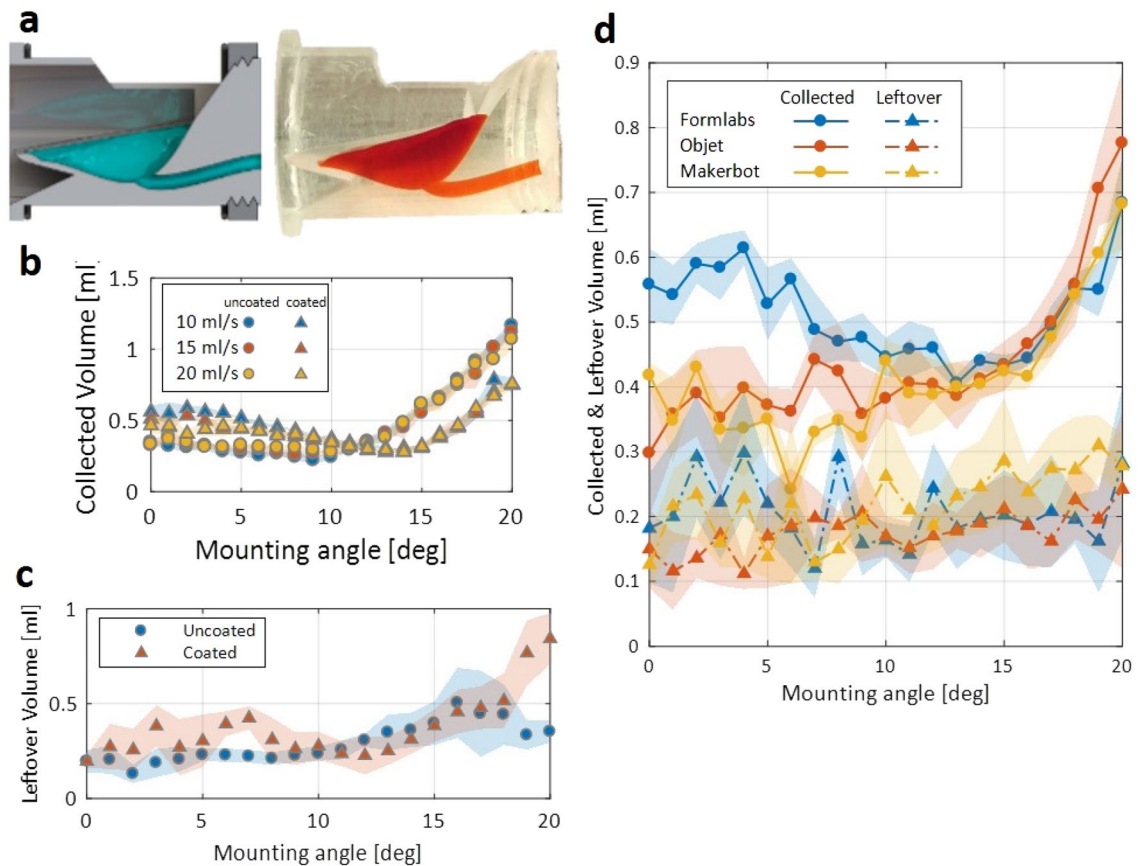 a
b
Collected Volume [ml]
1.5
1
0.5
0
uncoated coated
10 ml/s
15 ml/s
20 ml/s
0 5 10 15 20
Mounting angle [deg]
c
Leftover Volume [ml]
1
0.5
0
Uncoated
Coated
0 5 10 15 20
Mounting angle [deg]
d
Collected & Leftover Volume [ml]
0.9
0.8
0.7
0.6
0.5
0.4
0.3
0.2
0.1
0
Collected Leftover
Formlabs
Objet
Makerbot
0 5 10 15 20
Mounting angle [deg]